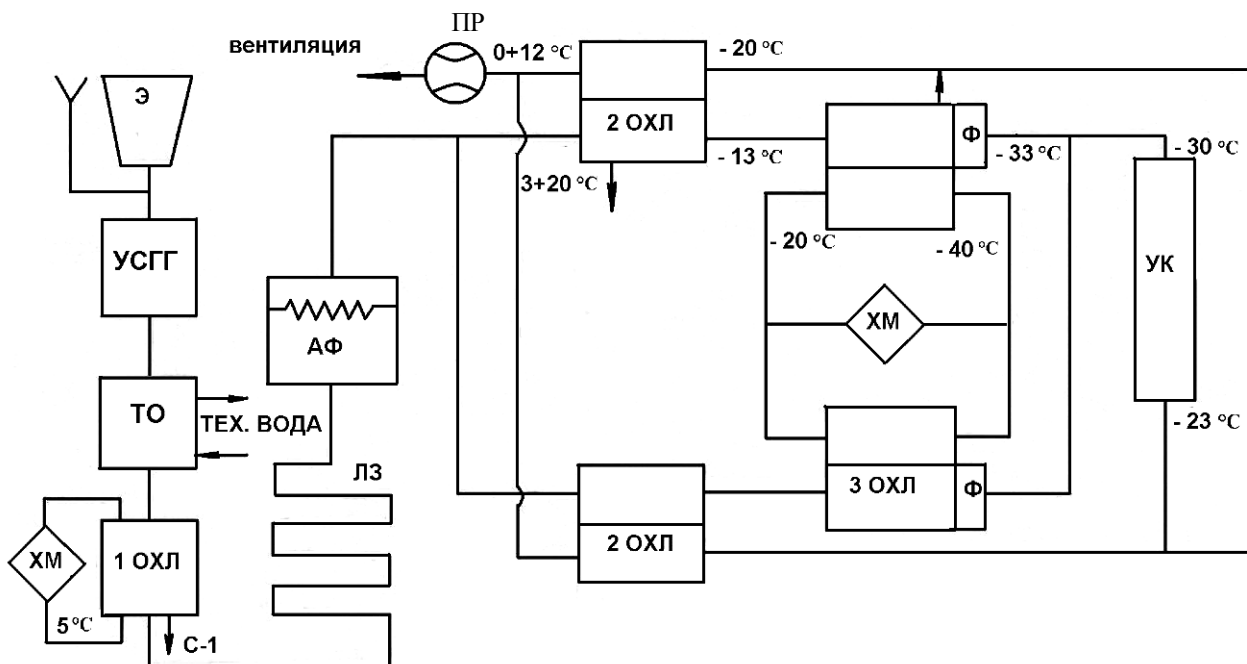 ПР
вентиляция
0+12 °С
- 20 °С
Э
2 ОХЛ
Ф
- 13 °С
- 33 °С
- 30 °С
3+20 °С
УСГГ
- 20 °С
- 40 °С
УК
АФ
ХМ
ТО
ТЕХ. ВОДА
- 23 °С
ЛЗ
3 ОХЛ
Ф
ХМ
1 ОХЛ
2 ОХЛ
5 °С
С-1